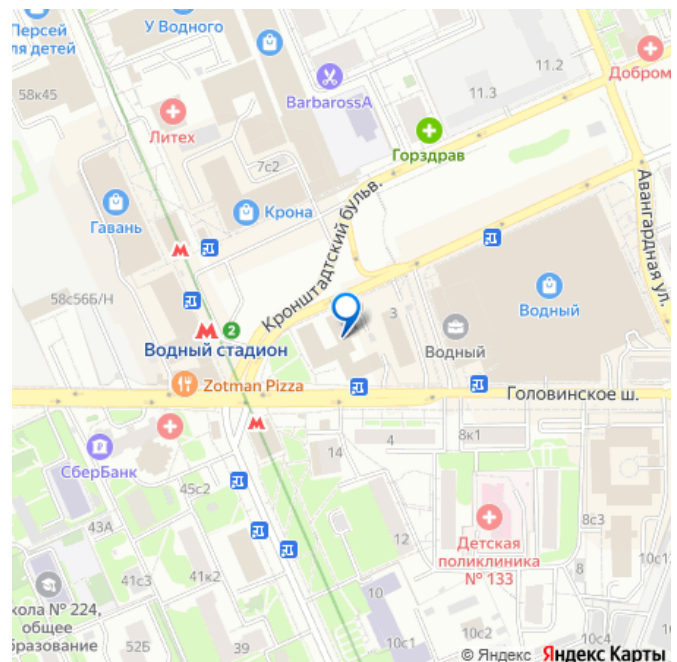 Персей
ля детей
У Водного
58к45
BarbarossA
11.3
11.2
Добром
Литех
7с2
Горздрав
Гавань
Крона
Кронштадтский бульв.
Авангардная ул.
58с56Б/Н
3
Водный
Водный
2
Водный стадион
Zotman Pizza
Головинское ш.
СберБанк
45с2
14
4
8к1
43А
12
8с3
Детская
поликлиника
№ 133
10с12
41с3
41к2
10
кола № 224,
общее
бразование
52Б
39
10с1
10с2
10с4
© Яндекс Яндекс Карты